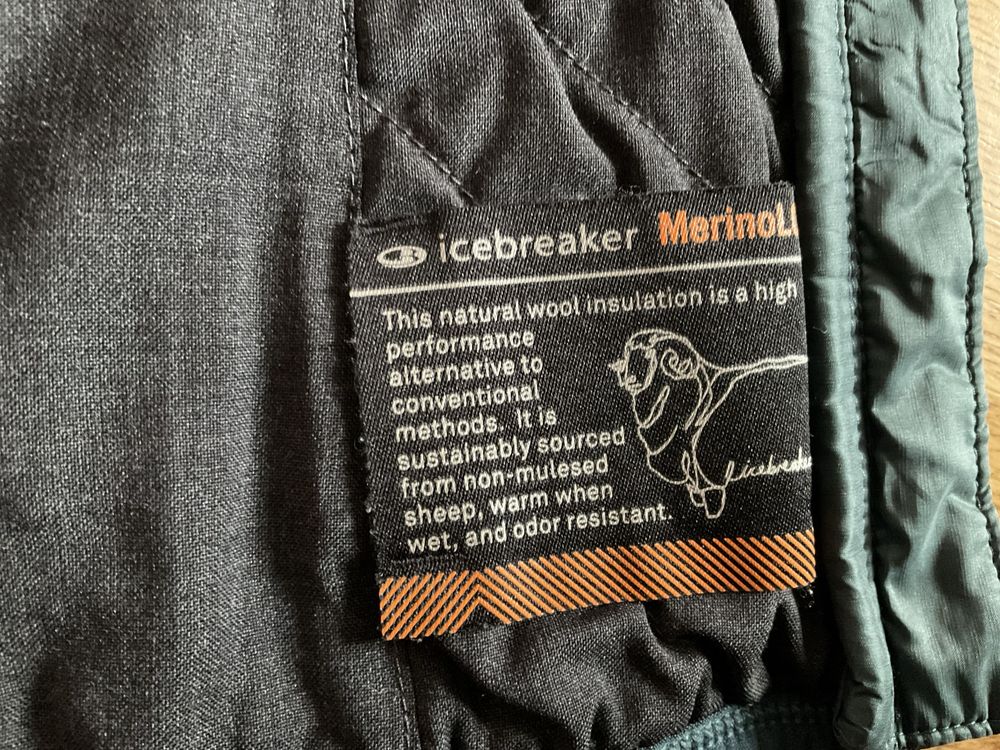 icebreaker MerinoL
This natural wool insulation is a high
performance
alternative to
conventional
methods. It is
sustainably sourced
from non-mulesed
sheep, warm when
wet, and odor resistant.
icebreake